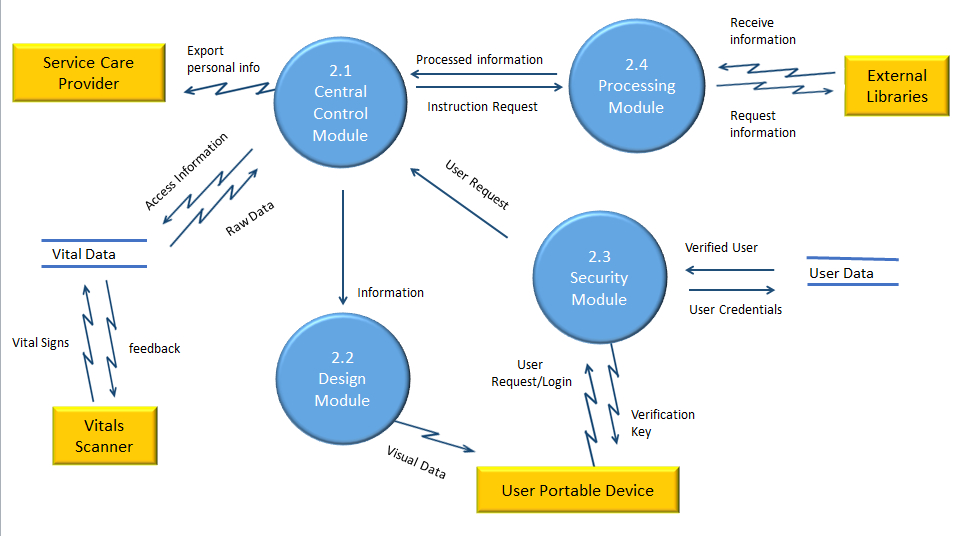 Service Care
Provider
Export
personal info
2.1
Central
Control
Module
Processed information
Instruction Request
2.4
Processing
Module
Receive
information
Request
information
External
Libraries
Access Information
Raw Data
User Request
Vital Data
Information
2.3
Security
Module
Verified User
User Credentials
User Data
Vital Signs
feedback
2.2
Design
Module
User
Request/Login
Verification
Key
Vitals
Scanner
Visual Data
User Portable Device